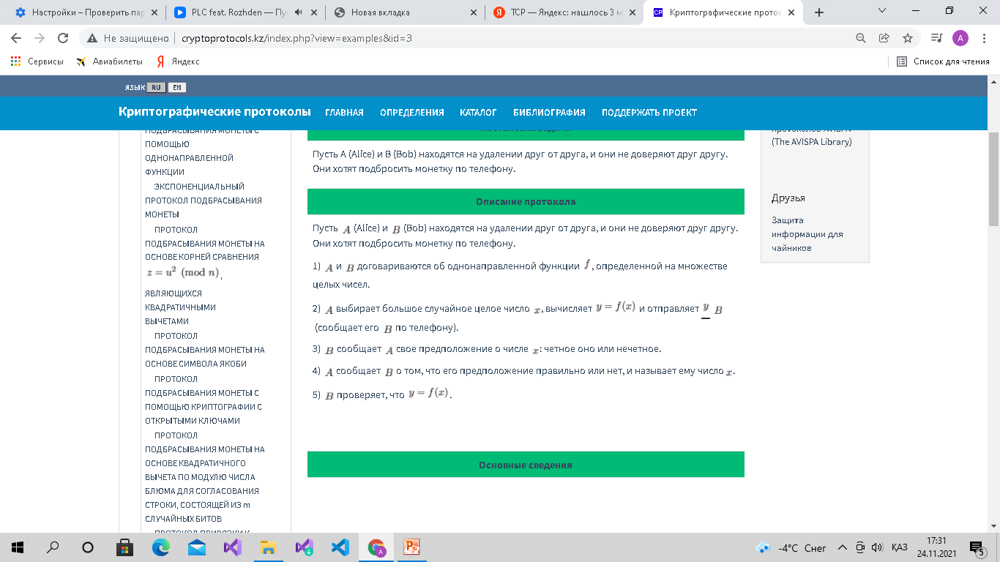 Настройки – Проверить пар
PLC feat. Rozhden — Пу
Новая вкладка
TCP — Яндекс: нашлось 3 м
Криптографические проток
Не защищено
cryptoprotocols.kz/index.php?view=examples&id=3
A
Сервисы
Авиабилеты
Яндекс
Список для чтения
ЯЗЫК RU EN
Криптографические протоколы ГЛАВНАЯ ОПРЕДЕЛЕНИЯ КАТАЛОГ БИБЛИОГРАФИЯ ПОДДЕРЖАТЬ ПРОЕКТ
ПОДБРАСЫВАНИЯ МОНЕТЫ С
ПОМОЩЬЮ
ОДНОНАПРАВЛЕННОЙ
ФУНКЦИИ
ЭКСПОНЕНЦИАЛЬНЫЙ
ПРОТОКОЛ ПОДБРАСЫВАНИЯ
МОНЕТЫ
ПРОТОКОЛ
ПОДБРАСЫВАНИЯ МОНЕТЫ НА
ОСНОВЕ КОРНЕЙ СРАВНЕНИЯ
z = u² (mod n),
ЯВЛЯЮЩИХСЯ
КВАДРАТИЧНЫМИ
ВЫЧЕТАМИ
ПРОТОКОЛ
ПОДБРАСЫВАНИЯ МОНЕТЫ НА
ОСНОВЕ СИМВОЛА ЯКОБИ
ПРОТОКОЛ
ПОДБРАСЫВАНИЯ МОНЕТЫ С
ПОМОЩЬЮ КРИПТОГРАФИИ С
ОТКРЫТЫМИ КЛЮЧАМИ
ПРОТОКОЛ
ПОДБРАСЫВАНИЯ МОНЕТЫ НА
ОСНОВЕ КВАДРАТИЧНОГО
ВЫЧЕТА ПО МОДУЛЮ ЧИСЛА
БЛЮМА ДЛЯ СОГЛАСОВАНИЯ
СТРОКИ, СОСТОЯЩЕЙ ИЗ m
СЛУЧАЙНЫХ БИТОВ
Пусть A (Alice) и B (Bob) находятся на удалении друг от друга, и они не доверяют друг другу.
Они хотят подбросить монетку по телефону.
Описание протокола
Пусть A (Alice) и B (Bob) находятся на удалении друг от друга, и они не доверяют друг другу.
Они хотят подбросить монетку по телефону.
1) A и B договариваются об однонаправленной функции f, определенной на множестве
целых чисел.
2) A выбирает большое случайное целое число x, вычисляет y = f(x) и отправляет y B
(сообщает его B по телефону).
3) B сообщает A свое предположение о числе x: четное оно или нечетное.
4) A сообщает B о том, что его предположение правильно или нет, и называет ему число x.
5) B проверяет, что y = f(x).
Основные сведения
(The AVISPA Library)
Друзья
Защита
информации для
чайников
-4°C Снег
ҚАЗ
17:31
24.11.2021
5